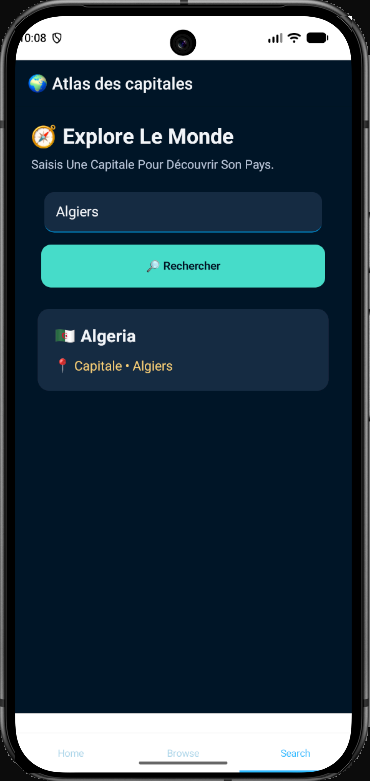 0:08
Atlas des capitales
Explore Le Monde
Saisis Une Capitale Pour Découvrir Son Pays.
Algiers
Rechercher
Algeria
Capitale • Algiers
Home Browse Search